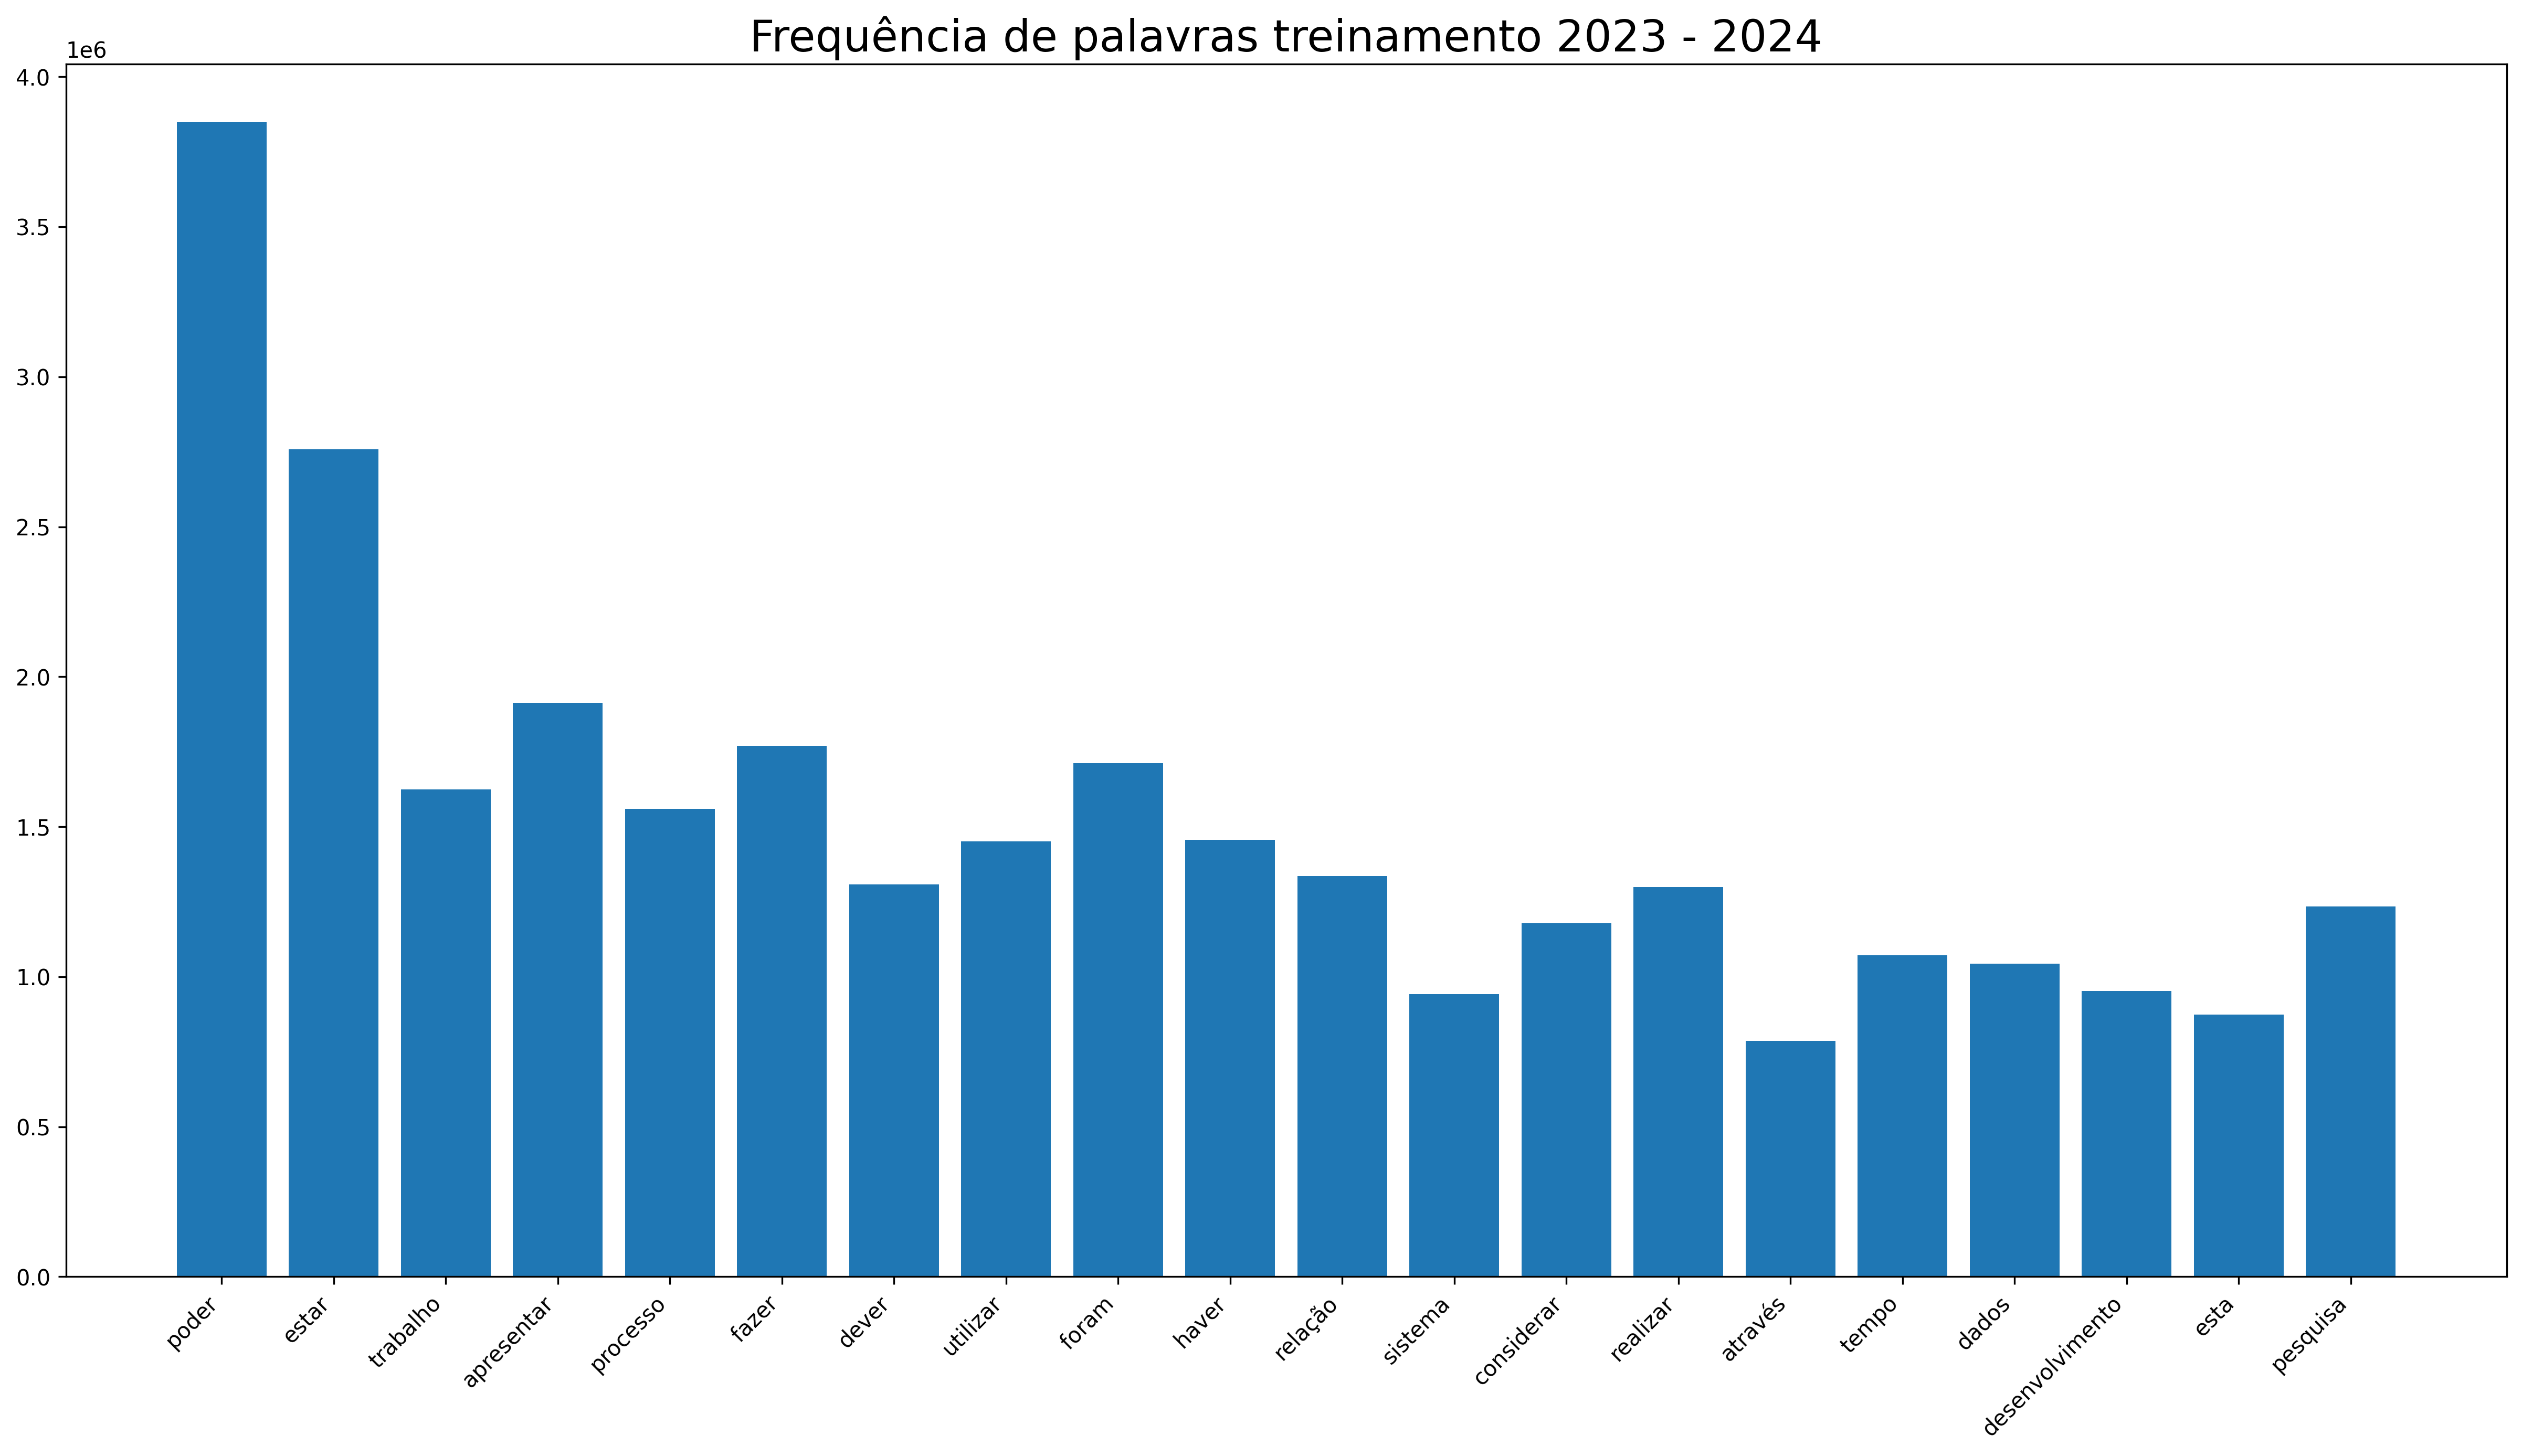 Frequência de palavras treinamento 2023 - 2024
1e6
4.0
3.5
3.0
2.5
2.0
1.5
1.0
0.5
0.0
poder
estar
trabalho
apresentar
processo
fazer
dever
utilizar
foram
haver
relação
sistema
considerar
realizar
através
tempo
dados
desenvolvimento
esta
pesquisa